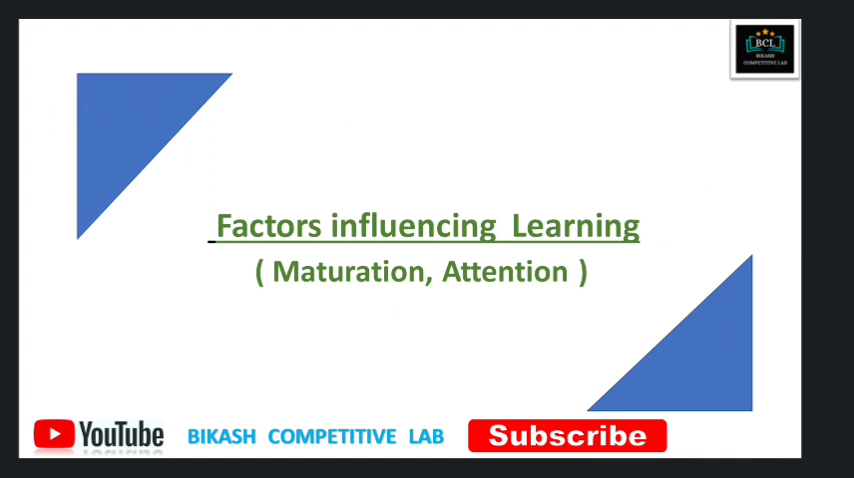 BCL
BIKASH
COMPETITIVE LAB
Factors influencing Learning
( Maturation, Attention )
YouTube BIKASH COMPETITIVE LAB Subscribe